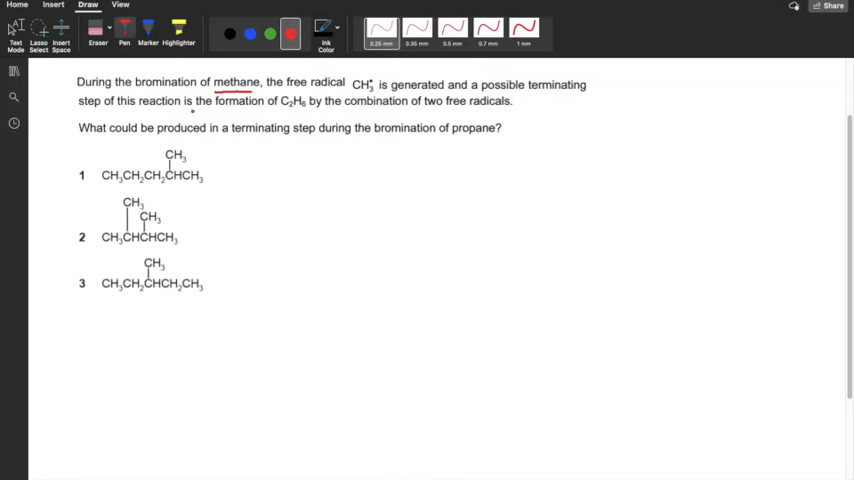 Home Insert Draw View
Share
Text Mode
Lasso Select
Insert Space
Eraser
Pen
Marker
Highlighter
Ink Color
0.25 mm
0.35 mm
0.5 mm
0.7 mm
1 mm
During the bromination of methane, the free radical CH₃• is generated and a possible terminating
step of this reaction is the formation of C₂H₆ by the combination of two free radicals.
What could be produced in a terminating step during the bromination of propane?
CH₃
1 CH₃CH₂CH₂CHCH₃
CH₃
CH₃
2 CH₃CHCHCH₃
CH₃
3 CH₃CH₂CHCH₂CH₃